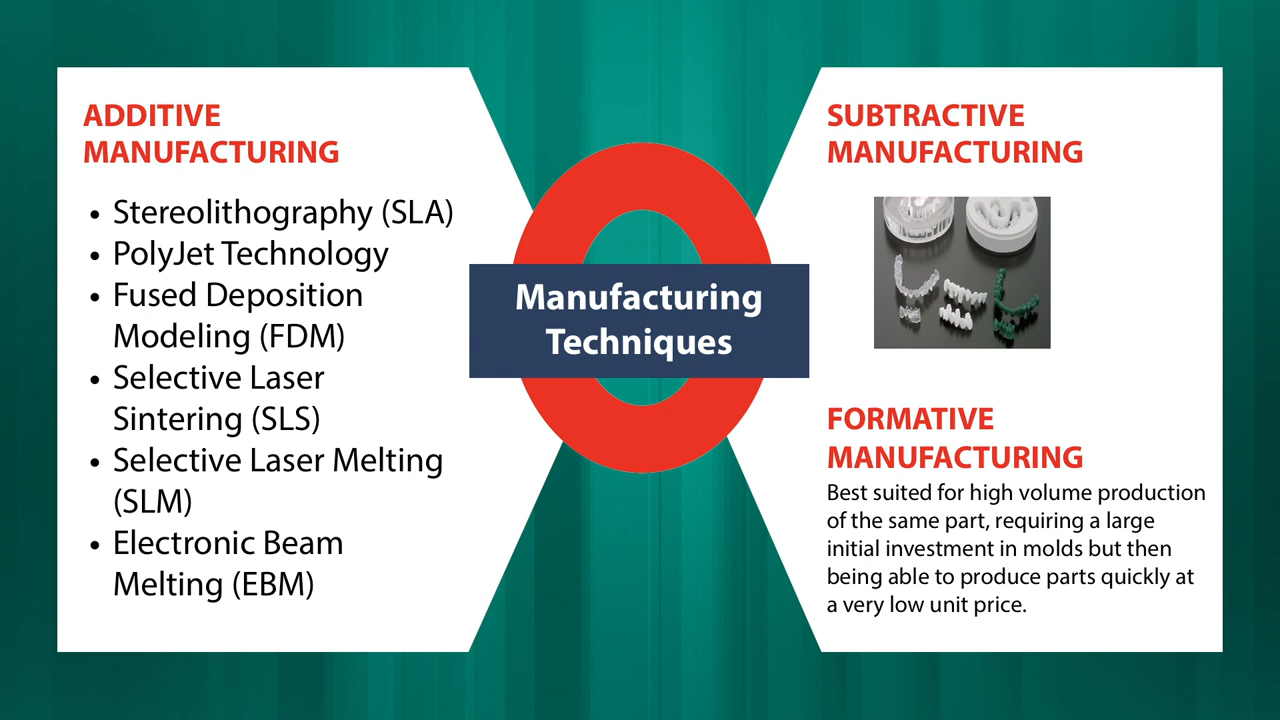 ADDITIVE
MANUFACTURING
• Stereolithography (SLA)
• PolyJet Technology
• Fused Deposition
Modeling (FDM)
• Selective Laser
Sintering (SLS)
• Selective Laser Melting
(SLM)
• Electronic Beam
Melting (EBM)
Manufacturing
Techniques
SUBTRACTIVE
MANUFACTURING
FORMATIVE
MANUFACTURING
Best suited for high volume production
of the same part, requiring a large
initial investment in molds but then
being able to produce parts quickly at
a very low unit price.